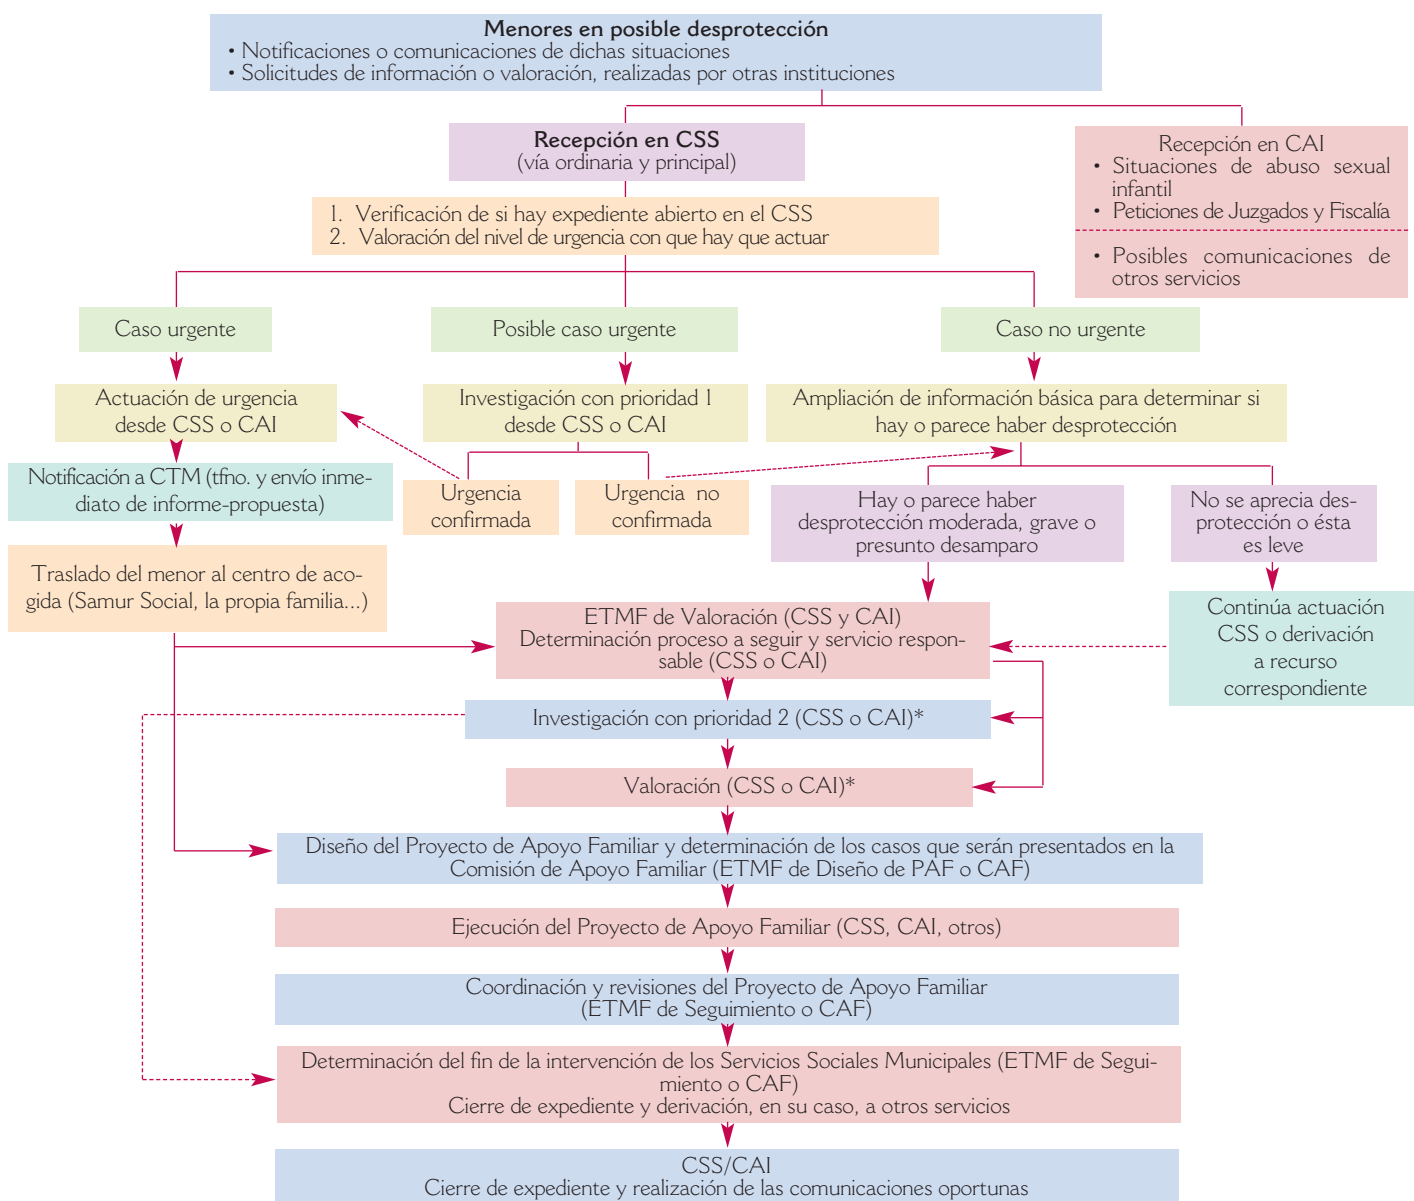 Menores en posible desprotección
• Notificaciones o comunicaciones de dichas situaciones
• Solicitudes de información o valoración, realizadas por otras instituciones
Recepción en CSS
(vía ordinaria y principal)
Recepción en CAI
• Situaciones de abuso sexual
infantil
• Peticiones de Juzgados y Fiscalía
• Posibles comunicaciones de
otros servicios
1. Verificación de si hay expediente abierto en el CSS
2. Valoración del nivel de urgencia con que hay que actuar
Caso urgente
Posible caso urgente
Caso no urgente
Actuación de urgencia
desde CSS o CAI
Investigación con prioridad 1
desde CSS o CAI
Ampliación de información básica para determinar si
hay o parece haber desprotección
Notificación a CTM (tfno. y envío inme-
diato de informe-propuesta)
Urgencia
confirmada
Urgencia no
confirmada
Hay o parece haber
desprotección moderada, grave o
presunto desamparo
No se aprecia des-
protección o ésta
es leve
Traslado del menor al centro de aco-
gida (Samur Social, la propia familia...)
ETMF de Valoración (CSS y CAI)
Determinación proceso a seguir y servicio respon-
sable (CSS o CAI)
Continúa actuación
CSS o derivación
a recurso
correspondiente
Investigación con prioridad 2 (CSS o CAI)*
Valoración (CSS o CAI)*
Diseño del Proyecto de Apoyo Familiar y determinación de los casos que serán presentados en la
Comisión de Apoyo Familiar (ETMF de Diseño de PAF o CAF)
Ejecución del Proyecto de Apoyo Familiar (CSS, CAI, otros)
Coordinación y revisiones del Proyecto de Apoyo Familiar
(ETMF de Seguimiento o CAF)
Determinación del fin de la intervención de los Servicios Sociales Municipales (ETMF de Segui-
miento o CAF)
Cierre de expediente y derivación, en su caso, a otros servicios
CSS/CAI
Cierre de expediente y realización de las comunicaciones oportunas